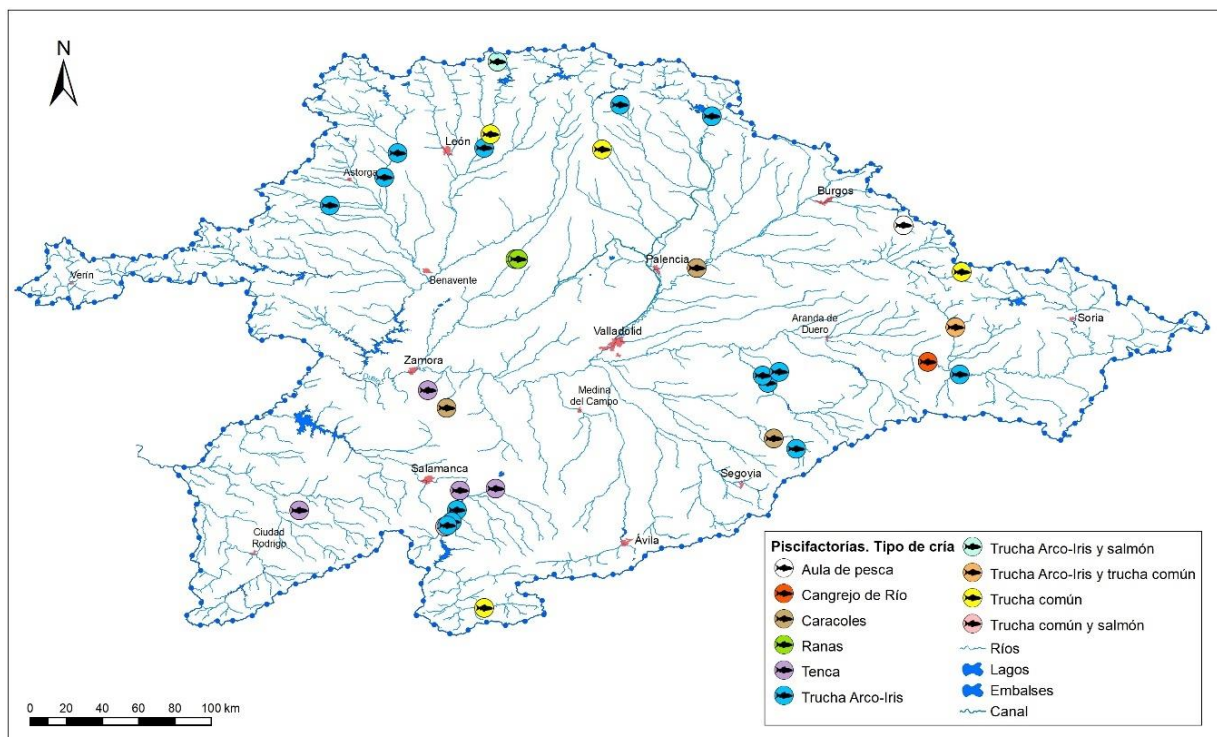 N
León
Astorga
Burgos
Verín
Benavente
Palencia
Soria
Aranda de
Duero
Valladolid
Zamora
Medina
del Campo
Salamanca
Segovia
Ciudad
Rodrigo
Ávila
Piscifactorías. Tipo de cría
Aula de pesca
Cangrejo de Río
Caracoles
Ranas
Tenca
Trucha Arco-Iris
Trucha Arco-Iris y salmón
Trucha Arco-Iris y trucha común
Trucha común
Trucha común y salmón
Ríos
Lagos
Embalses
Canal
0 20 40 60 80 100 km